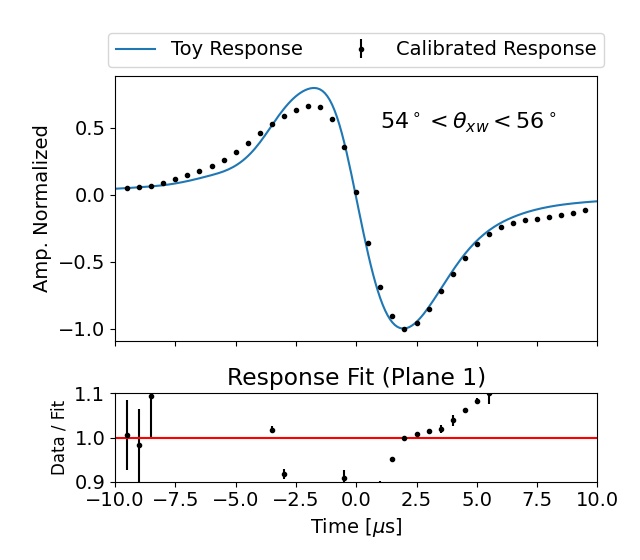 Toy Response
Calibrated Response
54° < θxw < 56°
0.5
0.0
−0.5
−1.0
Amp. Normalized
Response Fit (Plane 1)
1.1
1.0
0.9
Data / Fit
−10.0 −7.5 −5.0 −2.5 0.0 2.5 5.0 7.5 10.0
Time [μs]